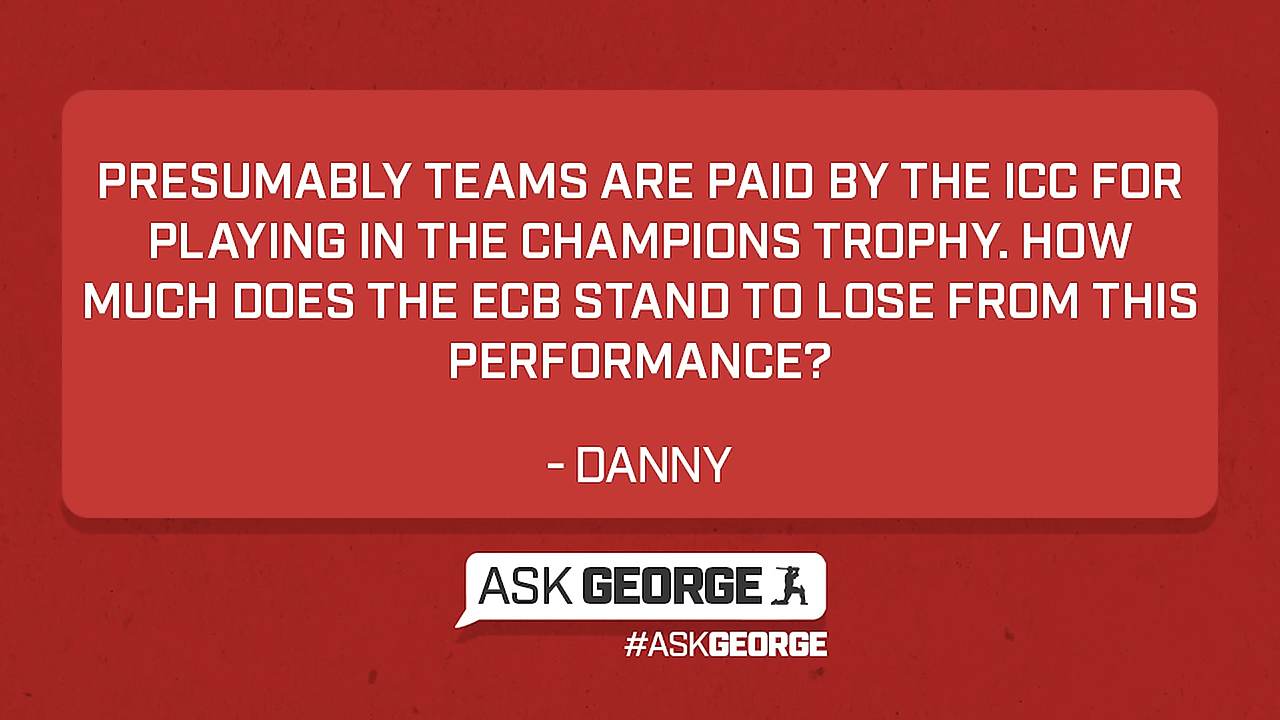 PRESUMABLY TEAMS ARE PAID BY THE ICC FOR
PLAYING IN THE CHAMPIONS TROPHY. HOW
MUCH DOES THE ECB STAND TO LOSE FROM THIS
PERFORMANCE?
- DANNY
ASK GEORGE
#ASKGEORGE